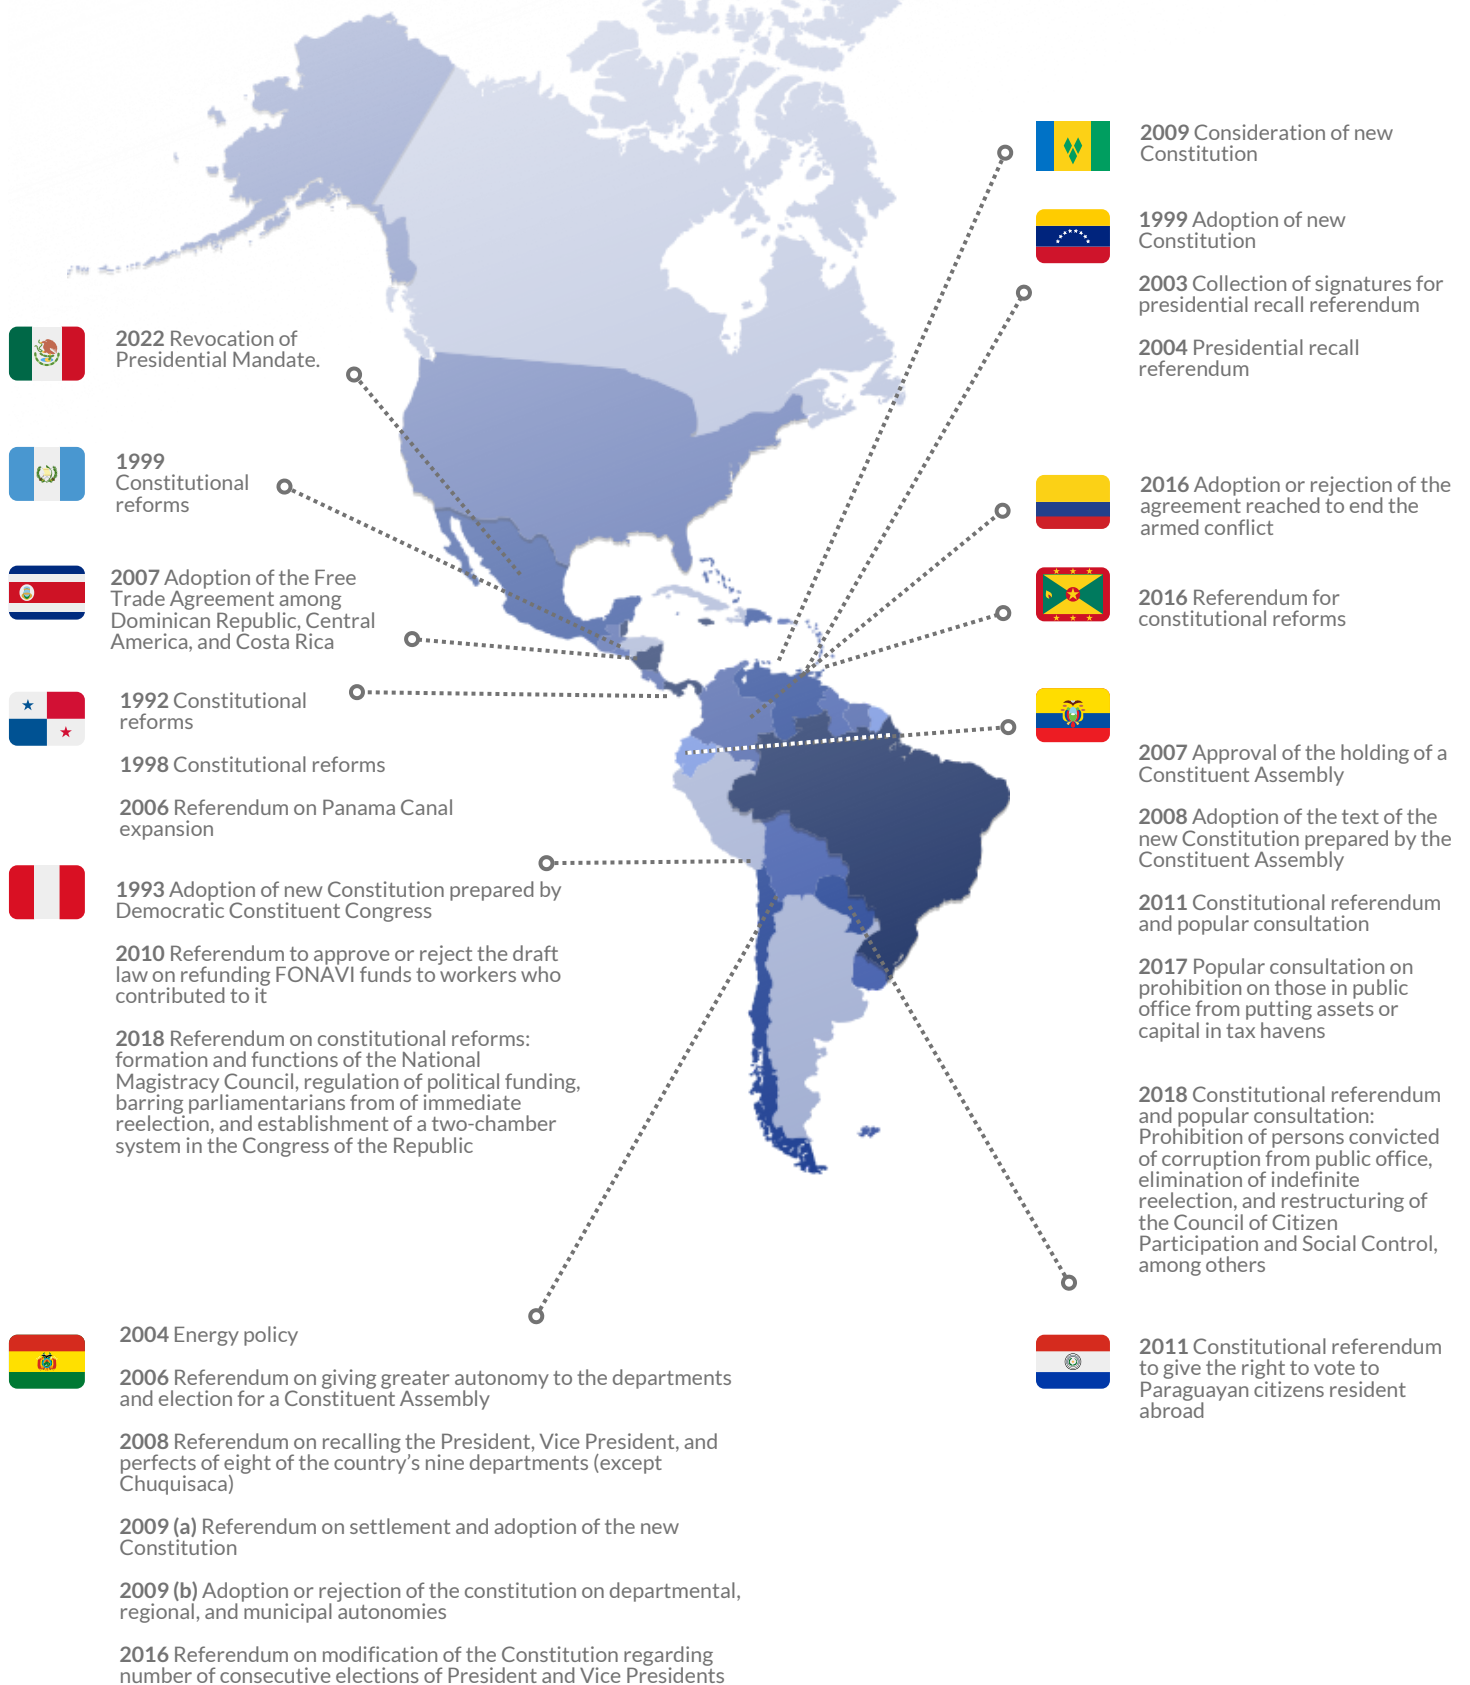 2022 Revocation of
Presidential Mandate.
1999
Constitutional
reforms
2007 Adoption of the Free
Trade Agreement among
Dominican Republic, Central
America, and Costa Rica
1992 Constitutional
reforms
1998 Constitutional reforms
2006 Referendum on Panama Canal
expansion
1993 Adoption of new Constitution prepared by
Democratic Constituent Congress
2010 Referendum to approve or reject the draft
law on refunding FONAVI funds to workers who
contributed to it
2018 Referendum on constitutional reforms:
formation and functions of the National
Magistracy Council, regulation of political funding,
barring parliamentarians from of immediate
reelection, and establishment of a two-chamber
system in the Congress of the Republic
2004 Energy policy
2006 Referendum on giving greater autonomy to the departments
and election for a Constituent Assembly
2008 Referendum on recalling the President, Vice President, and
perfects of eight of the country's nine departments (except
Chuquisaca)
2009 (a) Referendum on settlement and adoption of the new
Constitution
2009 (b) Adoption or rejection of the constitution on departmental,
regional, and municipal autonomies
2016 Referendum on modification of the Constitution regarding
number of consecutive elections of President and Vice Presidents
2009 Consideration of new
Constitution
1999 Adoption of new
Constitution
2003 Collection of signatures for
presidential recall referendum
2004 Presidential recall
referendum
2016 Adoption or rejection of the
agreement reached to end the
armed conflict
2016 Referendum for
constitutional reforms
2007 Approval of the holding of a
Constituent Assembly
2008 Adoption of the text of the
new Constitution prepared by the
Constituent Assembly
2011 Constitutional referendum
and popular consultation
2017 Popular consultation on
prohibition on those in public
office from putting assets or
capital in tax havens
2018 Constitutional referendum
and popular consultation:
Prohibition of persons convicted
of corruption from public office,
elimination of indefinite
reelection, and restructuring of
the Council of Citizen
Participation and Social Control,
among others
2011 Constitutional referendum
to give the right to vote to
Paraguayan citizens resident
abroad